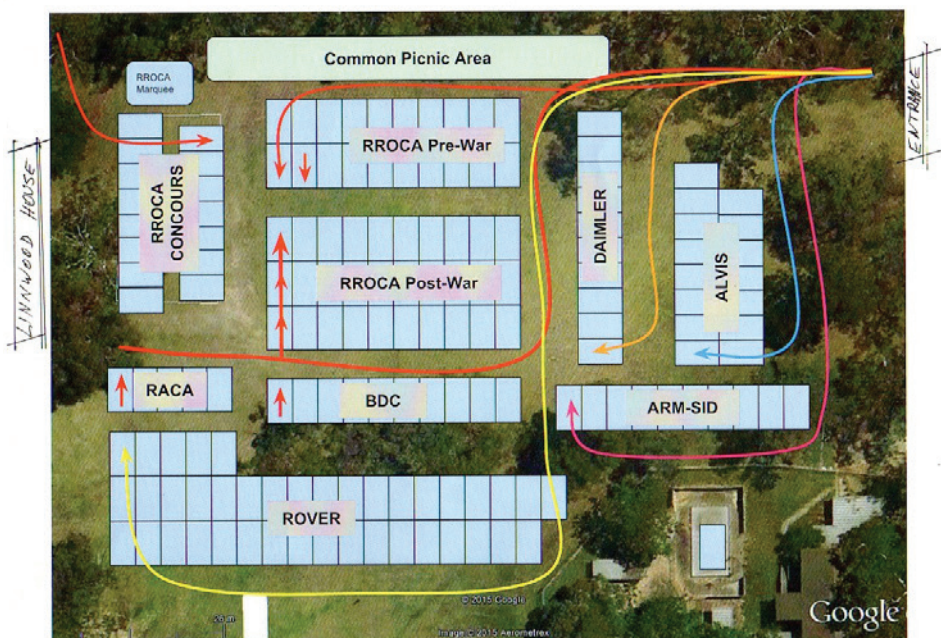 Common Picnic Area
RROCA
Marquee
ENTRANCE
LINNWOOD HOUSE
RROCA
CONCOURS
RROCA Pre-War
DAIMLER
ALVIS
RROCA Post-War
RACA
BDC
ARM-SID
ROVER
© 2015 Google
Image © 2015 Aerometrex
Google